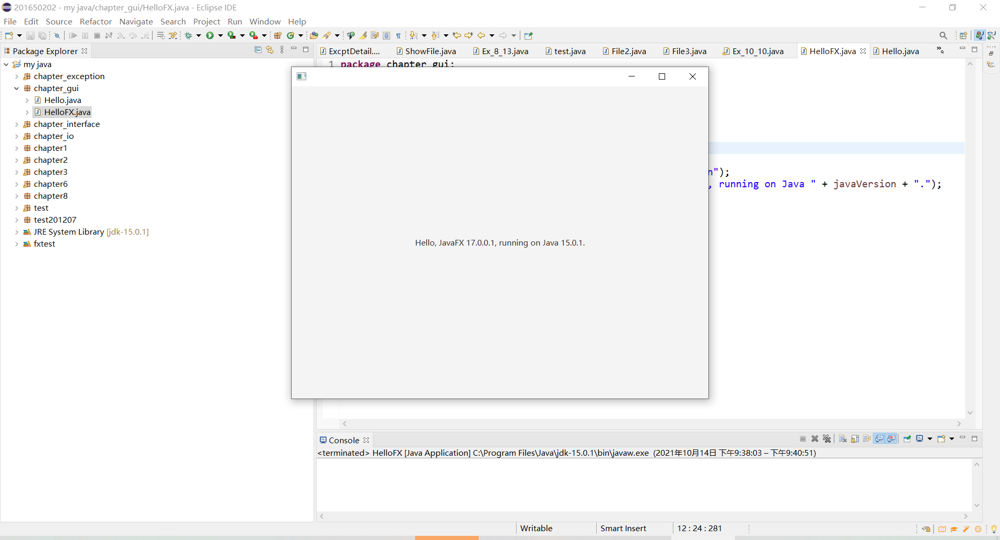 201650202 - my java/chapter_gui/HelloFX.java - Eclipse IDE
File Edit Source Refactor Navigate Search Project Run Window Help
Package Explorer
my java
chapter_exception
chapter_gui
Hello.java
HelloFX.java
chapter_interface
chapter_io
chapter1
chapter2
chapter3
chapter6
chapter8
test
test201207
JRE System Library [jdk-15.0.1]
fxtest
ExcptDetail.... ShowFile.java Ex_8_13.java test.java File2.java File3.java Ex_10_10.java HelloFX.java Hello.java
1 package chapter_gui;
n");
, running on Java " + javaVersion + ".");
Hello, JavaFX 17.0.0.1, running on Java 15.0.1.
Console
<terminated> HelloFX [Java Application] C:\Program Files\Java\jdk-15.0.1\bin\javaw.exe (2021年10月14日 下午9:38:03 – 下午9:40:51)
Writable Smart Insert 12 : 24 : 281